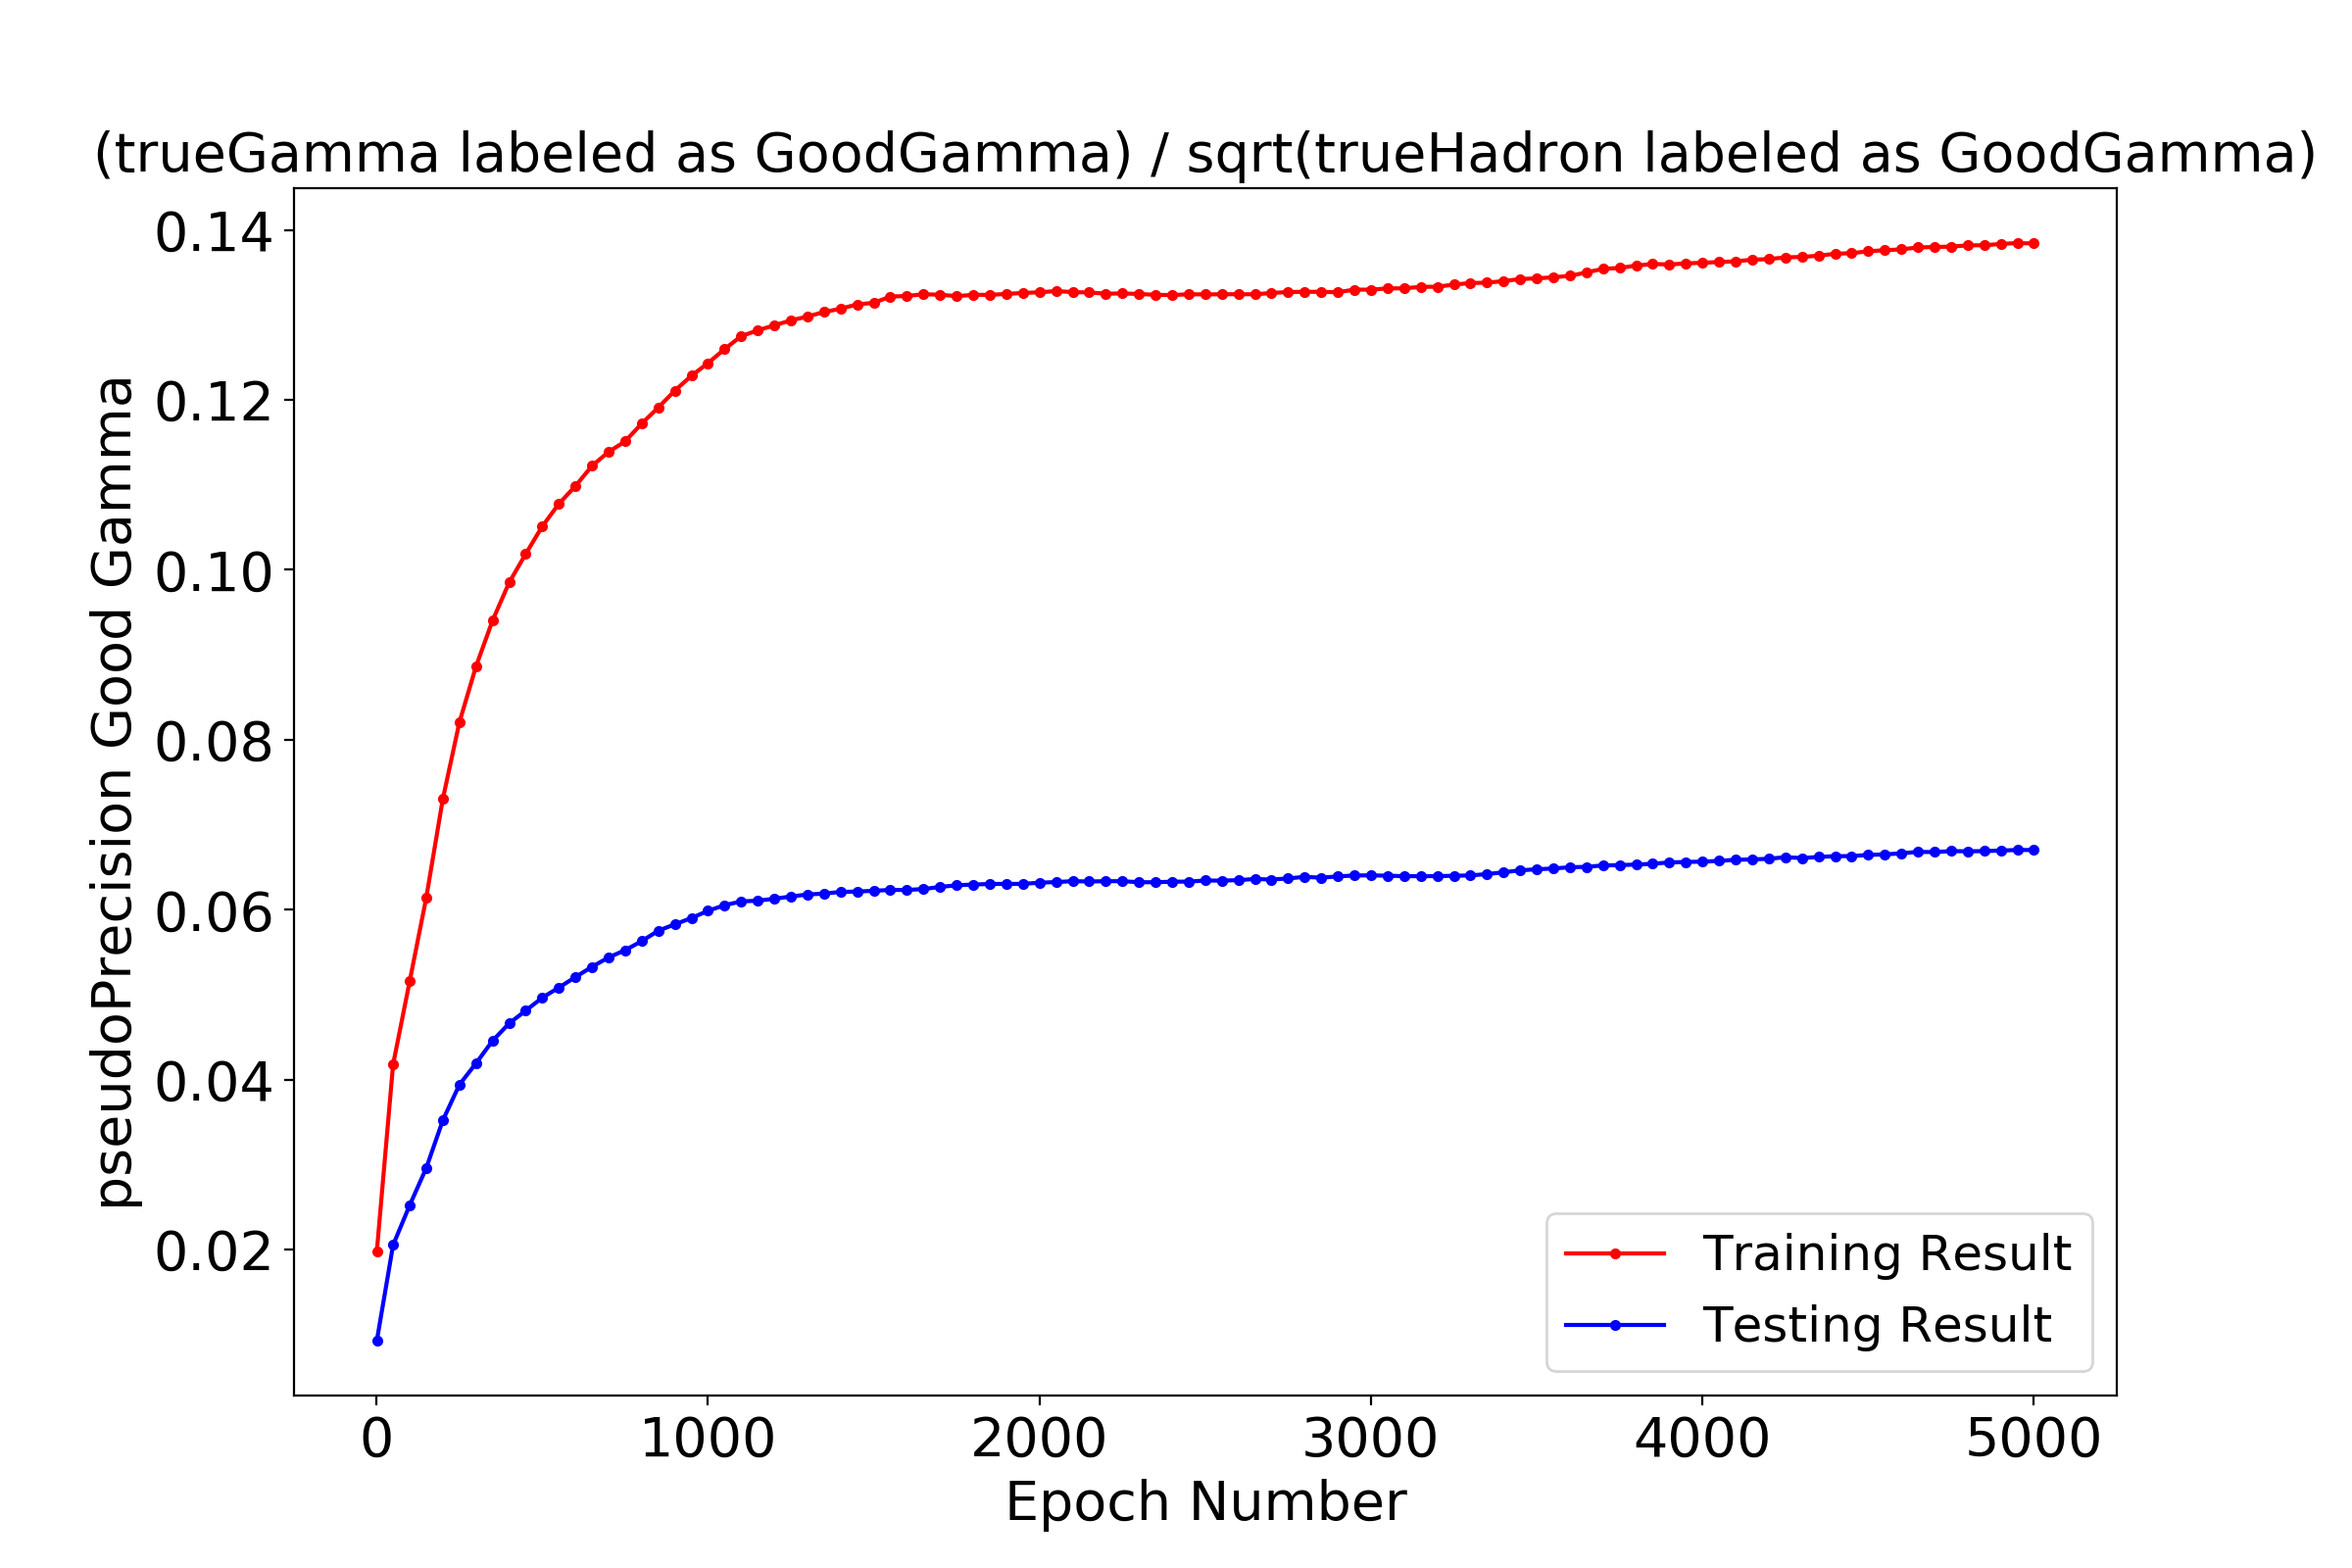 (trueGamma labeled as GoodGamma) / sqrt(trueHadron labeled as GoodGamma)
pseudoPrecision Good Gamma
0.14
0.12
0.10
0.08
0.06
0.04
0.02
Training Result
Testing Result
0 1000 2000 3000 4000 5000
Epoch Number